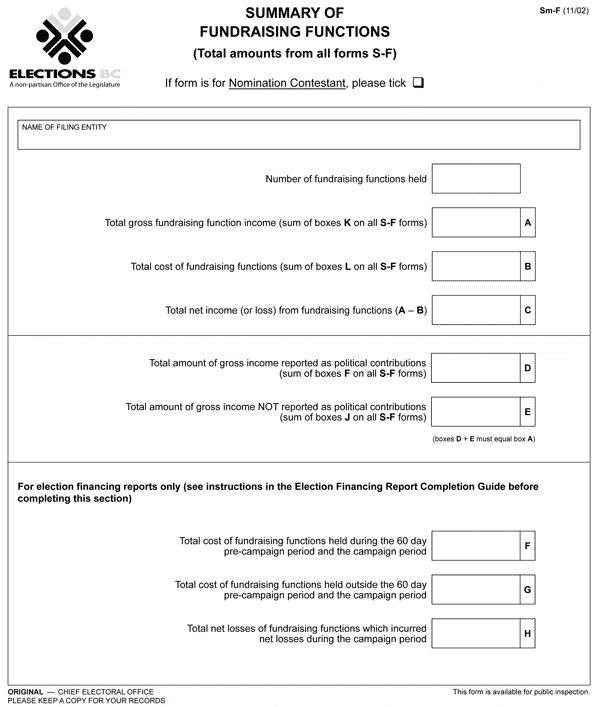 SUMMARY OF
FUNDRAISING FUNCTIONS
(Total amounts from all forms S-F)
Sm-F (11/02)
ELECTIONS BC
A non-partisan Office of the Legislature
If form is for Nomination Contestant, please tick
NAME OF FILING ENTITY
Number of fundraising functions held
Total gross fundraising function income (sum of boxes K on all S-F forms) A
Total cost of fundraising functions (sum of boxes L on all S-F forms) B
Total net income (or loss) from fundraising functions (A – B) C
Total amount of gross income reported as political contributions
(sum of boxes F on all S-F forms) D
Total amount of gross income NOT reported as political contributions
(sum of boxes J on all S-F forms) E
(boxes D + E must equal box A)
For election financing reports only (see instructions in the Election Financing Report Completion Guide before
completing this section)
Total cost of fundraising functions held during the 60 day
pre-campaign period and the campaign period F
Total cost of fundraising functions held outside the 60 day
pre-campaign period and the campaign period G
Total net losses of fundraising functions which incurred
net losses during the campaign period H
ORIGINAL — CHIEF ELECTORAL OFFICE
PLEASE KEEP A COPY FOR YOUR RECORDS
This form is available for public inspection.